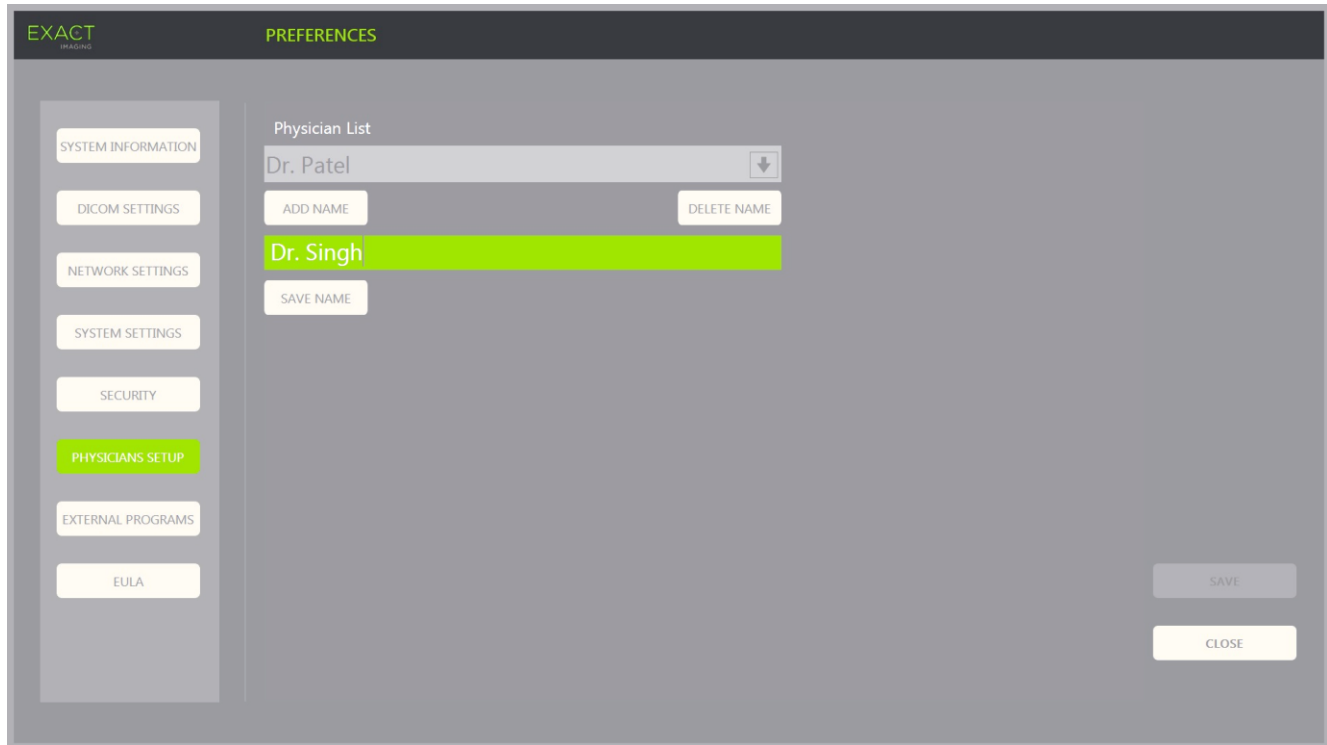 EXACT
IMAGING
PREFERENCES
SYSTEM INFORMATION
DICOM SETTINGS
NETWORK SETTINGS
SYSTEM SETTINGS
SECURITY
PHYSICIANS SETUP
EXTERNAL PROGRAMS
EULA
Physician List
Dr. Patel
ADD NAME
DELETE NAME
Dr. Singh
SAVE NAME
SAVE
CLOSE